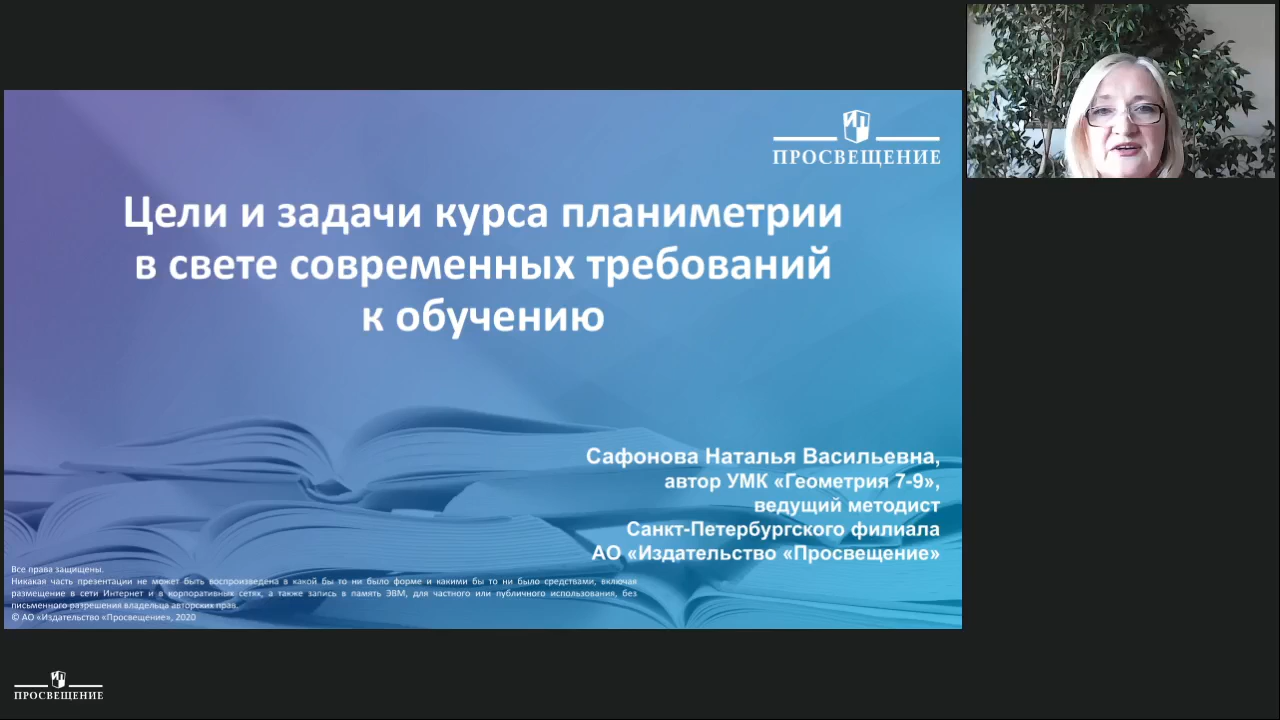 ПРОСВЕЩЕНИЕ
Цели и задачи курса планиметрии
в свете современных требований
к обучению
Сафонова Наталья Васильевна,
автор УМК «Геометрия 7-9»,
ведущий методист
Санкт-Петербургского филиала
АО «Издательство «Просвещение»
Все права защищены.
Никакая часть презентации не может быть воспроизведена в какой бы то ни было форме и какими бы то ни было средствами, включая
размещение в сети Интернет и в корпоративных сетях, а также запись в память ЭВМ, для частного или публичного использования, без
письменного разрешения владельца авторских прав.
© АО «Издательство «Просвещение», 2020
ПРОСВЕЩЕНИЕ